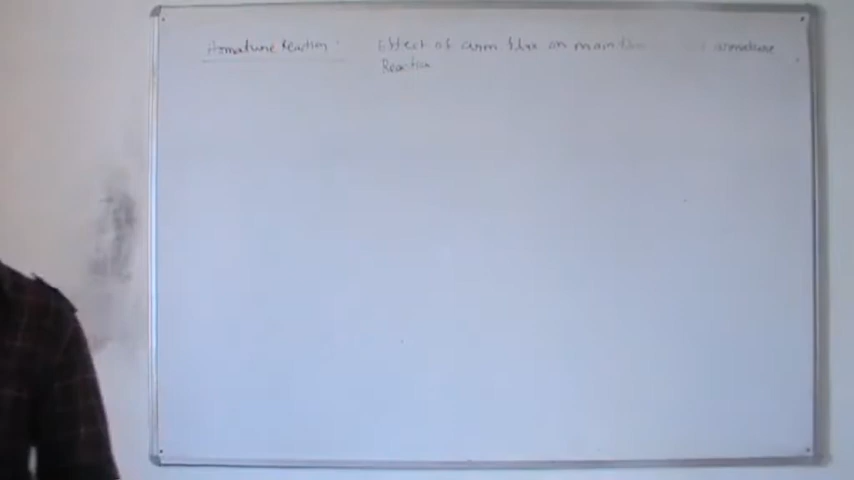 Armature Reaction : Effect of arm flux on main flux armature
Reaction